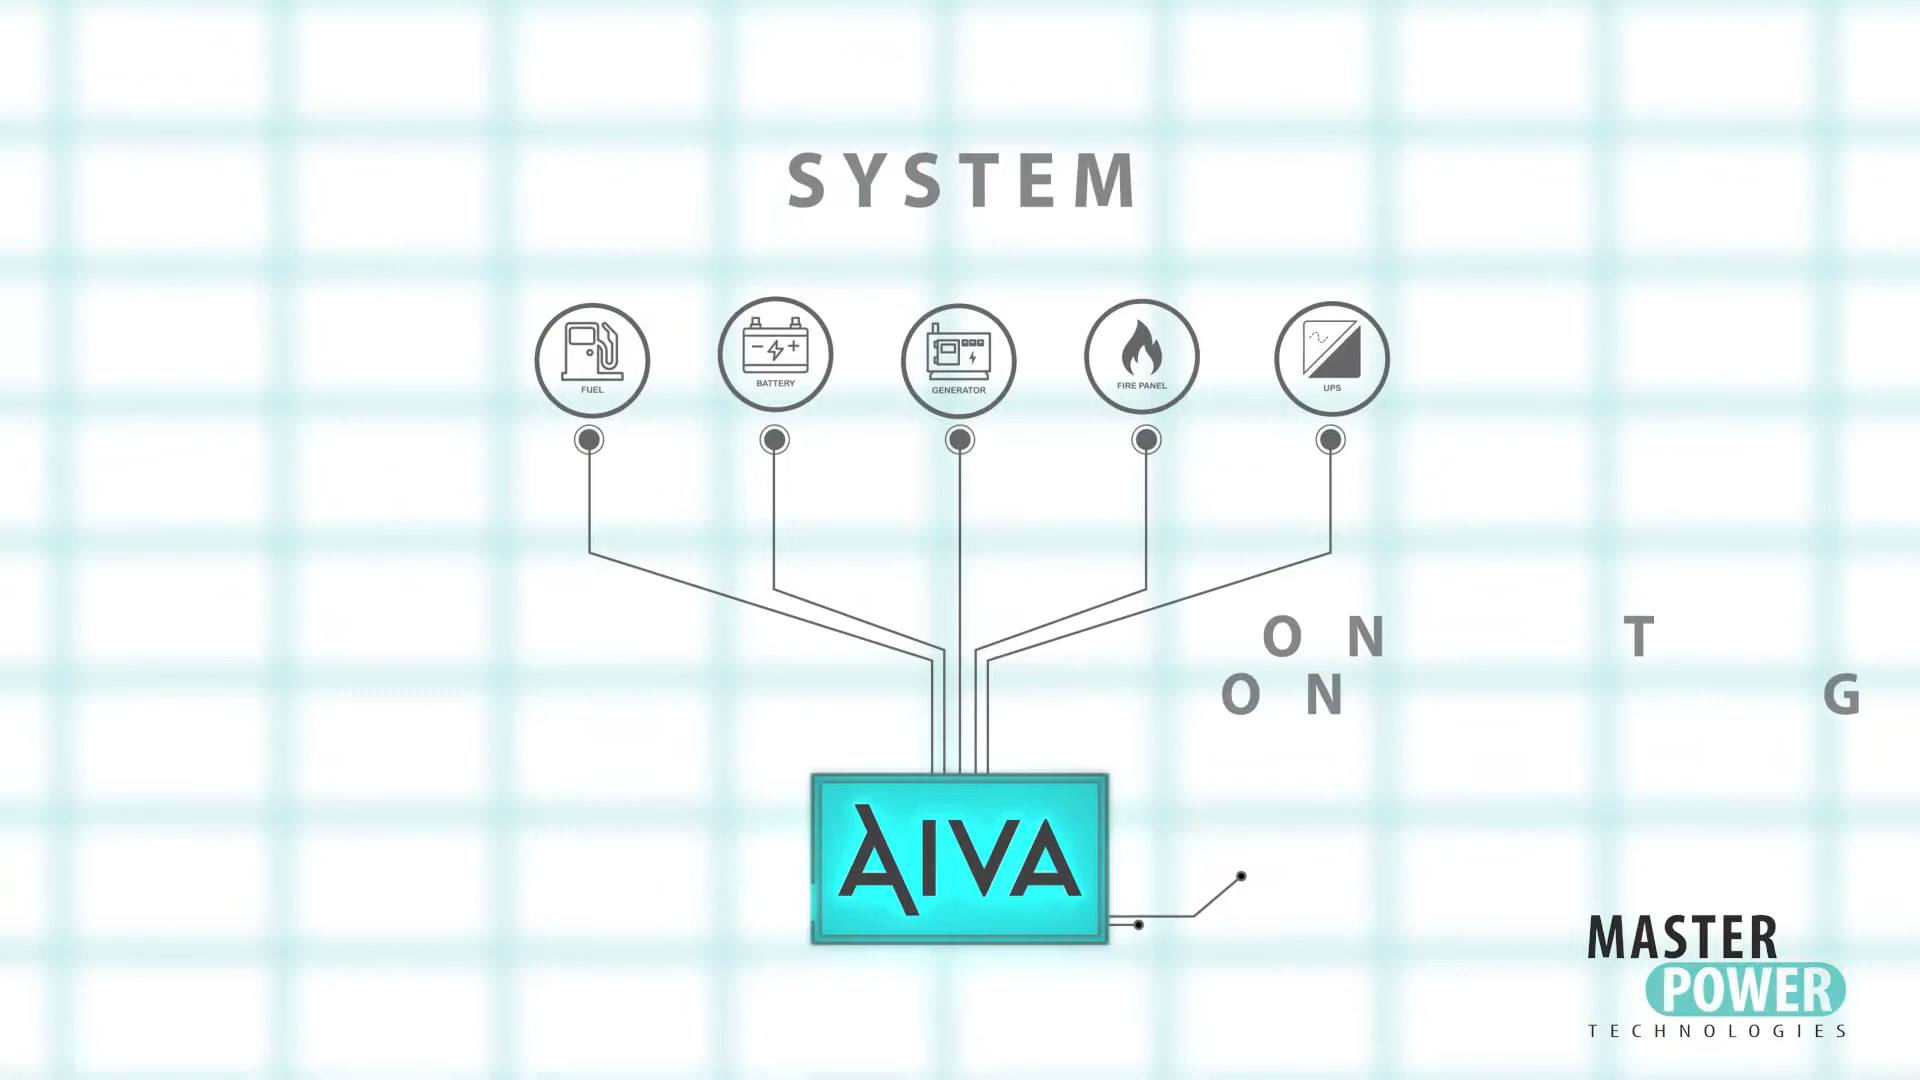 SYSTEM
FUEL
BATTERY
GENERATOR
FIRE PANEL
UPS
O N T
O N G
AIVA
MASTER
POWER
TECHNOLOGIES